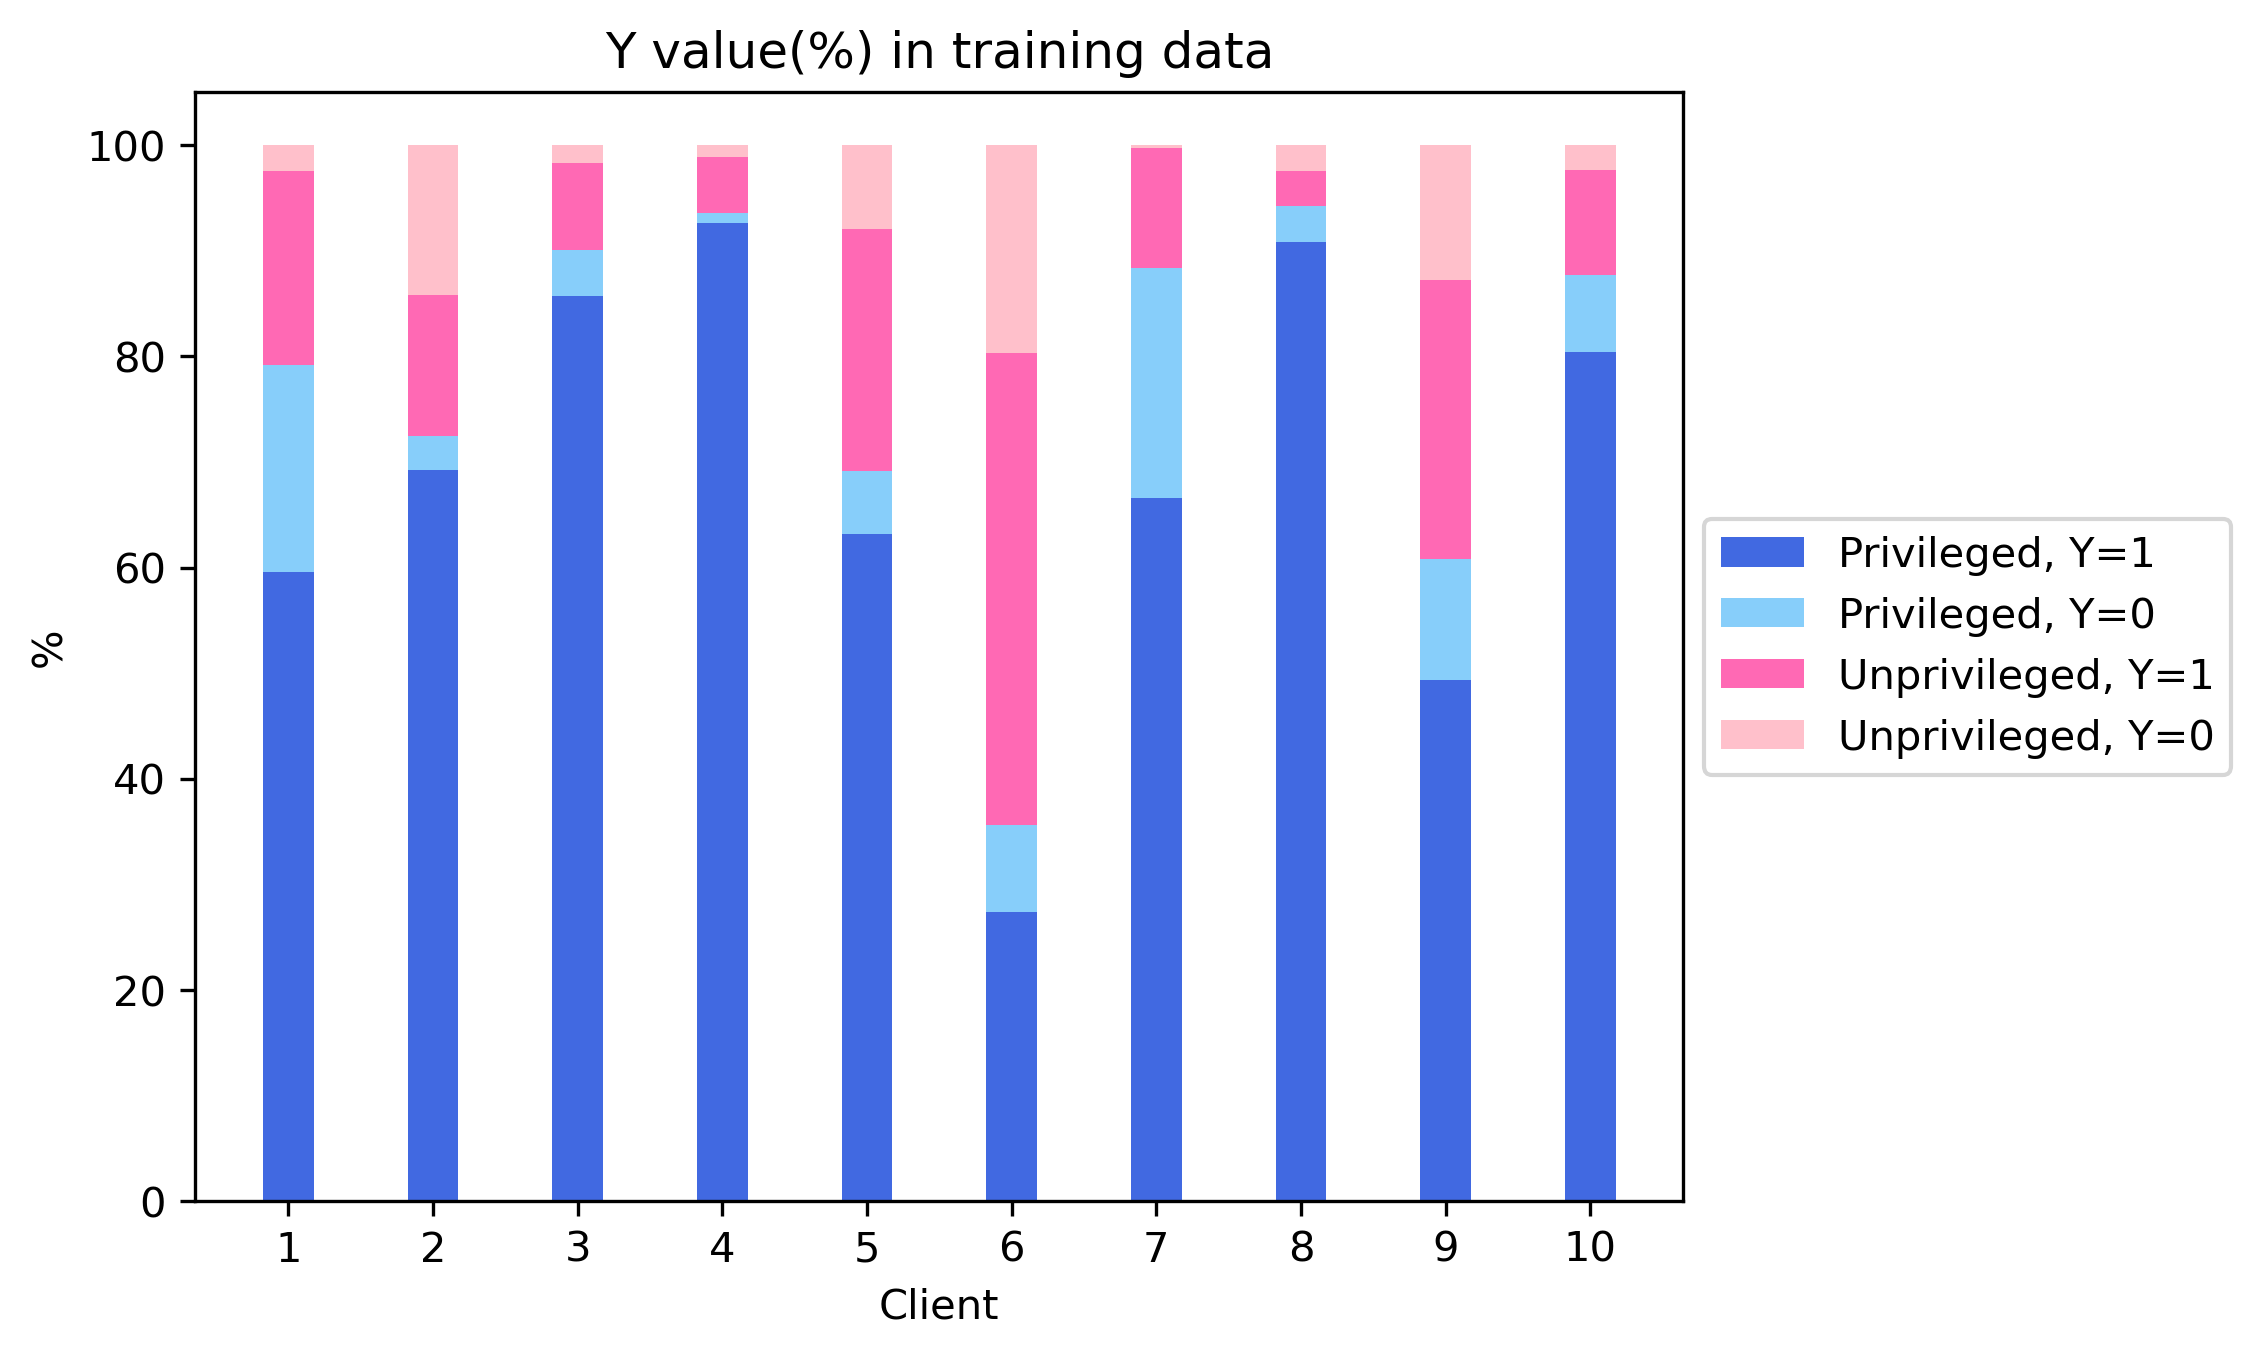 Y value(%) in training data
100
80
60
40
20
0
%
1 2 3 4 5 6 7 8 9 10
Client
Privileged, Y=1
Privileged, Y=0
Unprivileged, Y=1
Unprivileged, Y=0